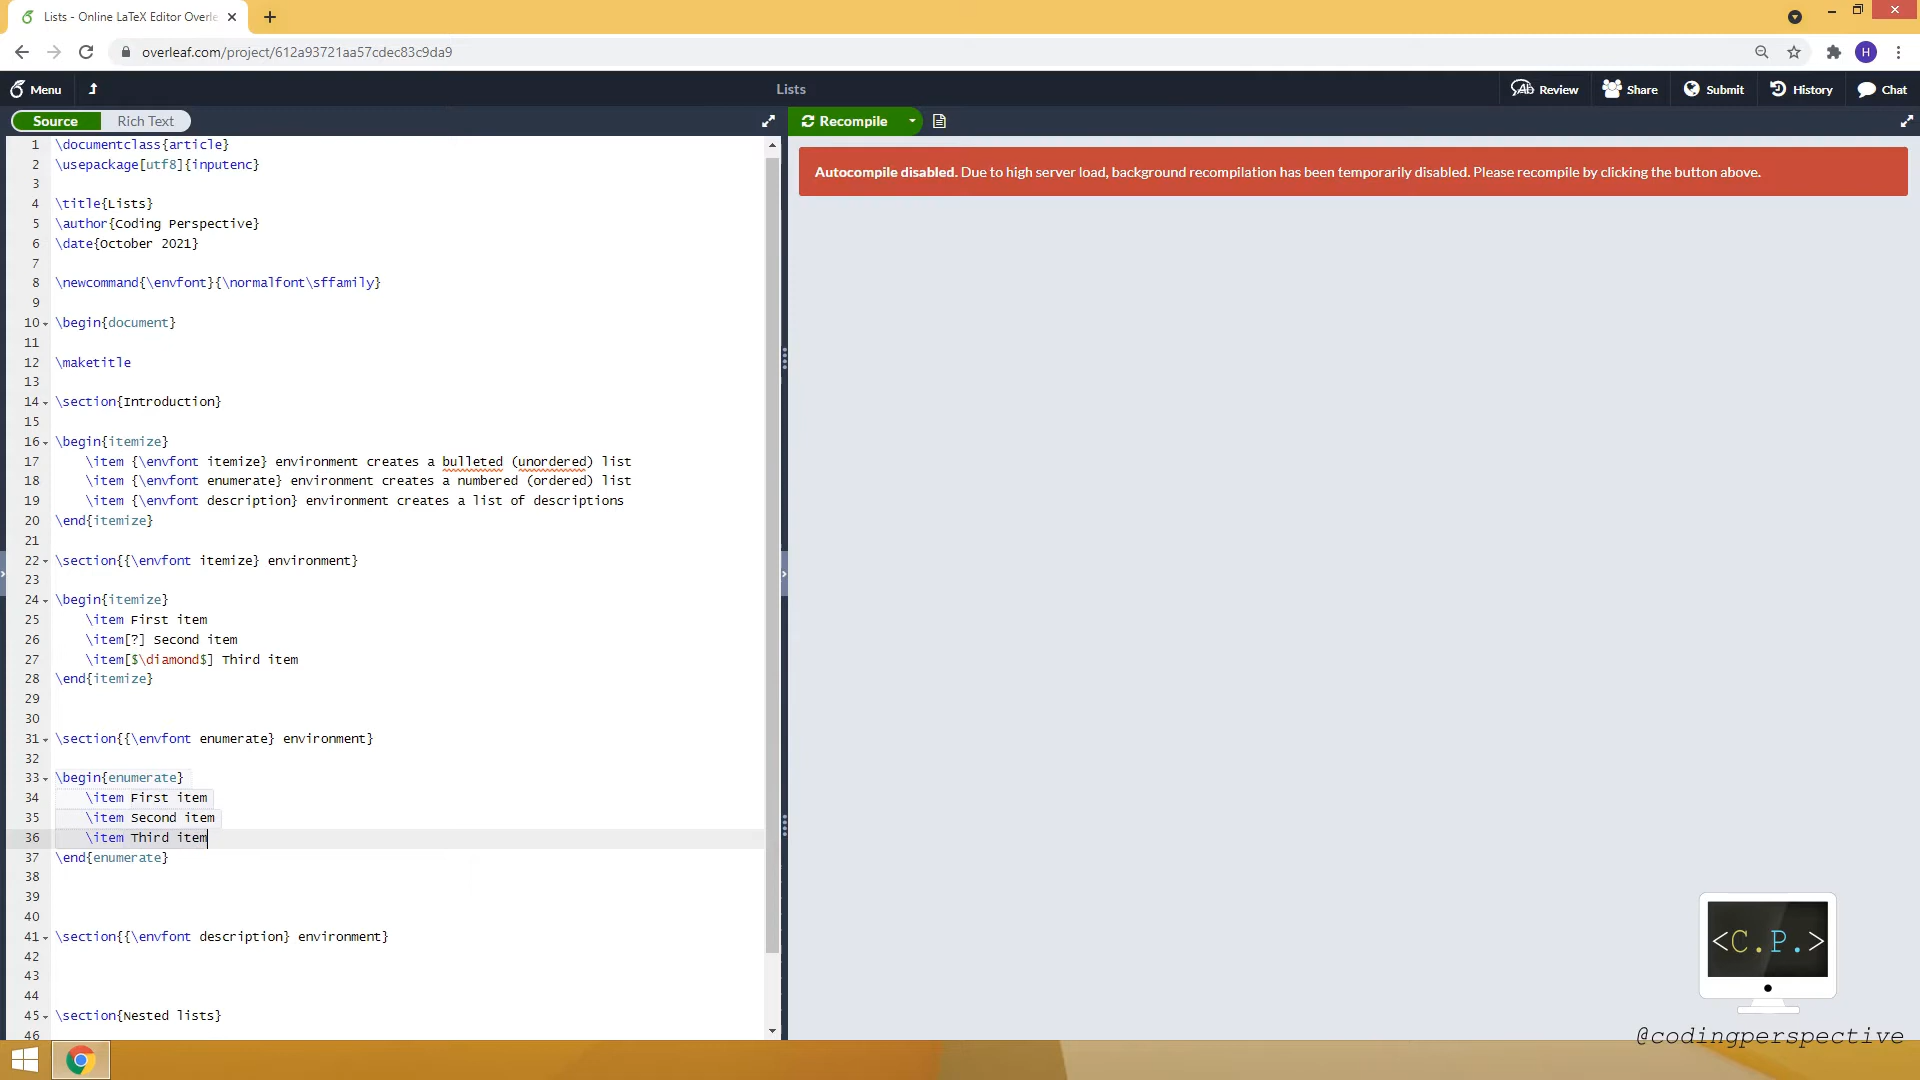 Lists - Online LaTeX Editor Overle
overleaf.com/project/612a93721aa57cdec83c9da9
H
Menu
Lists
Review
Share
Submit
History
Chat
Source
Rich Text
Recompile
Autocompile disabled. Due to high server load, background recompilation has been temporarily disabled. Please recompile by clicking the button above.
1 \documentclass{article}
2 \usepackage[utf8]{inputenc}
3
4 \title{Lists}
5 \author{Coding Perspective}
6 \date{October 2021}
7
8 \newcommand{\envfont}{\normalfont\sffamily}
9
10 \begin{document}
11
12 \maketitle
13
14 \section{Introduction}
15
16 \begin{itemize}
17 \item {\envfont itemize} environment creates a bulleted (unordered) list
18 \item {\envfont enumerate} environment creates a numbered (ordered) list
19 \item {\envfont description} environment creates a list of descriptions
20 \end{itemize}
21
22 \section{{\envfont itemize} environment}
23
24 \begin{itemize}
25 \item First item
26 \item[?] Second item
27 \item[$\diamond$] Third item
28 \end{itemize}
29
30
31 \section{{\envfont enumerate} environment}
32
33 \begin{enumerate}
34 \item First item
35 \item Second item
36 \item Third item
37 \end{enumerate}
38
39
40
41 \section{{\envfont description} environment}
42
43
44
45 \section{Nested lists}
46
<C.P.>
@codingperspective